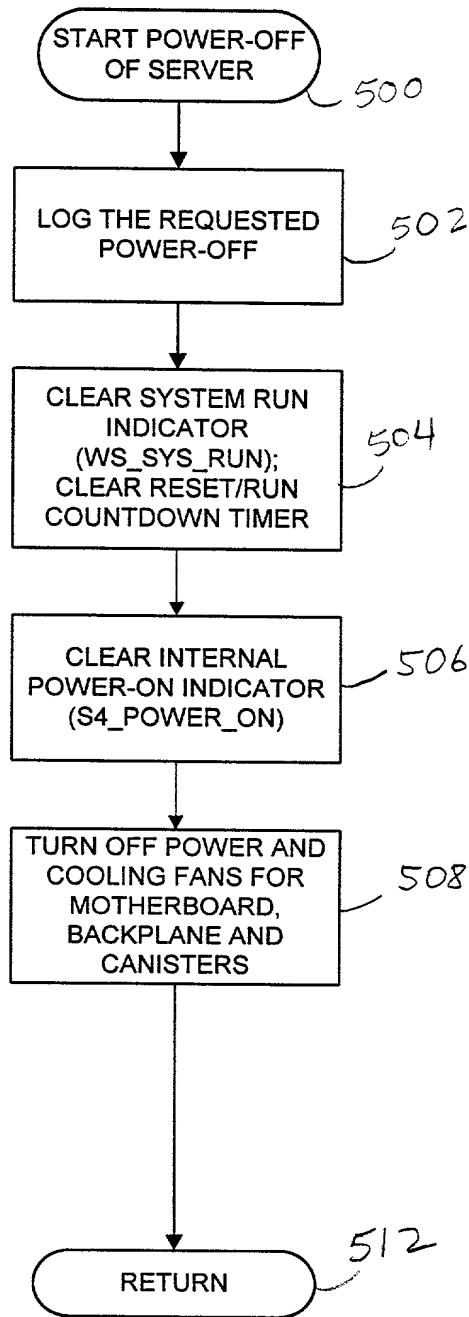 START POWER-OFF
OF SERVER
500
LOG THE REQUESTED
POWER-OFF
502
CLEAR SYSTEM RUN
INDICATOR
(WS_SYS_RUN);
CLEAR RESET/RUN
COUNTDOWN TIMER
504
CLEAR INTERNAL
POWER-ON INDICATOR
(S4_POWER_ON)
506
TURN OFF POWER AND
COOLING FANS FOR
MOTHERBOARD,
BACKPLANE AND
CANISTERS
508
RETURN
512